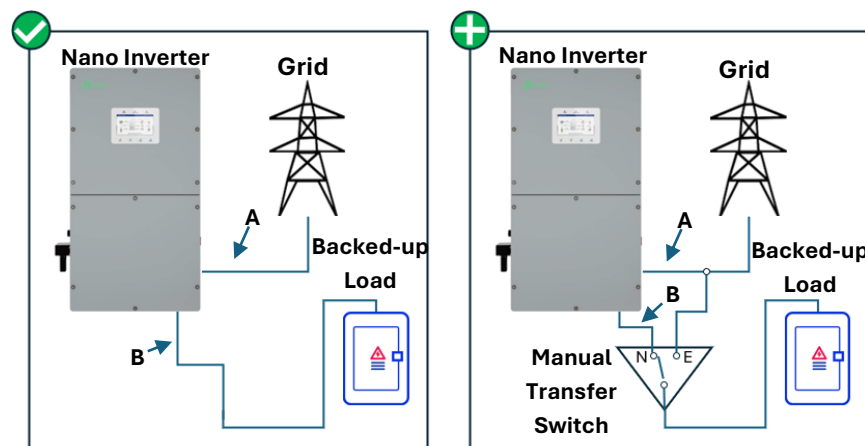 Nano Inverter
Grid
A
Backed-up
Load
B
Nano Inverter
Grid
A
Backed-up
Load
B
N
E
Manual
Transfer
Switch